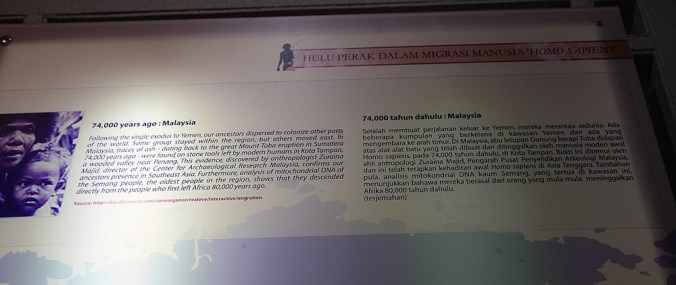 HULU PERAK DALAM MIGRASI MANUSIA 'HOMO SAPIENS'
74,000 years ago : Malaysia
Following the single exodus to Yemen, our ancestors dispersed to colonize other parts
of the world. Some group stayed within the region, but others moved east. In
Malaysia, traces of ash - dating back to the great Mount Toba eruption in Sumatera
74,000 years ago - were found on stone tools left by modern humans in Kota Tampan,
a wooded valley near Penang. This evidence, discovered by anthropologist Zuraina
Majid, director of the Center for Archaeological Research Malaysia, confirms our
ancestors presence in Southeast Asia. Furthermore, analysis of mitochondrial DNA of
the Semang people, the oldest people in the region, shows that they descended
directly from the people who first left Africa 80,000 years ago.
Source: http://dsc.discovery.com/convergence/realeve/interactive/migration
74,000 tahun dahulu : Malaysia
Setelah membuat perjalanan keluar ke Yemen, mereka merantau sedunia. Ada
beberapa kumpulan yang berkelana di kawasan Yemen dan ada yang
mengembara ke arah timur. Di Malaysia, abu letupan Gunung berapi Toba didapati
atas alat-alat batu yang telah dibuat dan ditinggalkan oleh manusia moden awal
Homo sapiens, pada 74,000 tahun dahulu, di Kota Tampan. Bukti ini ditemui oleh
ahli antropologi Zuraina Majid, Pengarah Pusat Penyelidikan Arkeologi Malaysia,
dan ini telah tetapkan kehadiran awal Homo sapiens di Asia Tenggara. Tambahan
pula, analisis mitokondrial DNA kaum Semang, yang tertua di kawasan ini,
menunjukkan bahawa mereka berasal dari orang yang mula-mula meninggalkan
Afrika 80,000 tahun dahulu.
(terjemahan)